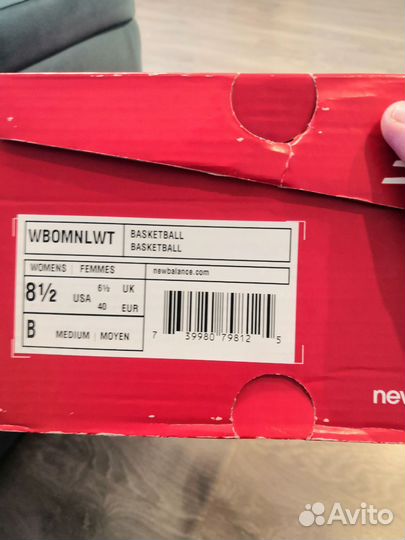 WBOMNLWT
BASKETBALL
BASKETBALL
WOMENS | FEMMES
newbalance.com
8½ USA
6½ UK
40 EUR
B MEDIUM | MOYEN
7 39980 79812 5
new
Avito